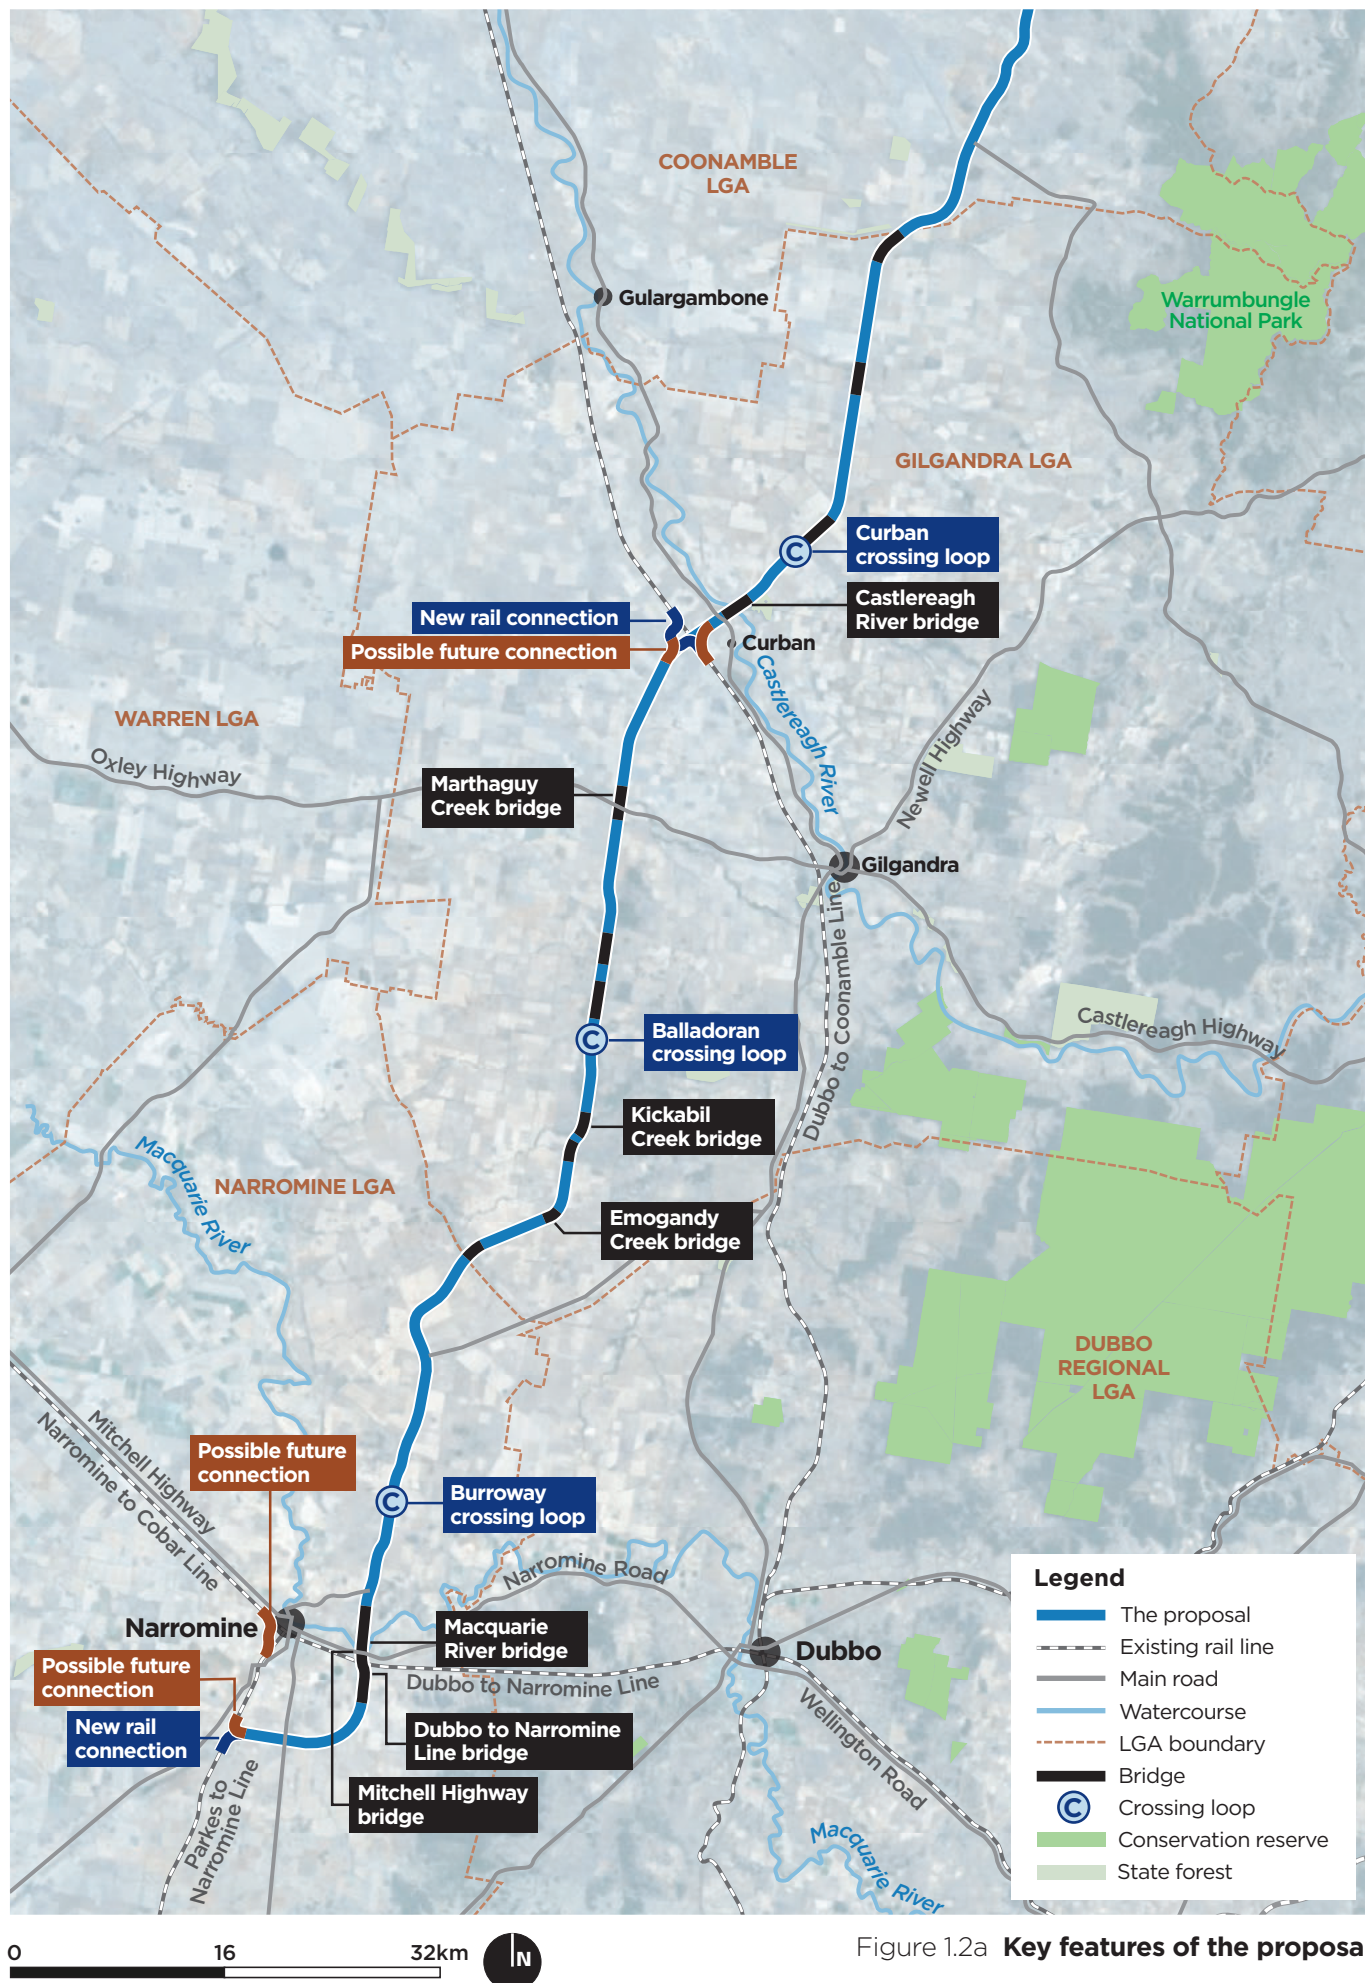 COONAMBLE
LGA
Gulargambone
Warrumbungle
National Park
GILGANDRA LGA
Curban
crossing loop
Castlereagh
River bridge
New rail connection
Possible future connection
Curban
Castlereagh River
WARREN LGA
Oxley Highway
Newell Highway
Marthaguy
Creek bridge
Gilgandra
Dubbo to Coonamble Line
Castlereagh Highway
Balladoran
crossing loop
Kickabil
Creek bridge
Macquarie River
NARROMINE LGA
Emogandy
Creek bridge
DUBBO
REGIONAL
LGA
Mitchell Highway
Narromine to Cobar Line
Possible future
connection
Burroway
crossing loop
Narromine Road
Narromine
Macquarie
River bridge
Dubbo
Possible future
connection
Dubbo to Narromine Line
New rail
connection
Dubbo to Narromine
Line bridge
Wellington Road
Mitchell Highway
bridge
Parkes to
Narromine Line
Macquarie River
Legend
The proposal
Existing rail line
Main road
Watercourse
LGA boundary
Bridge
C Crossing loop
Conservation reserve
State forest
C
C
C
0 16 32km
N
Figure 1.2a Key features of the proposa